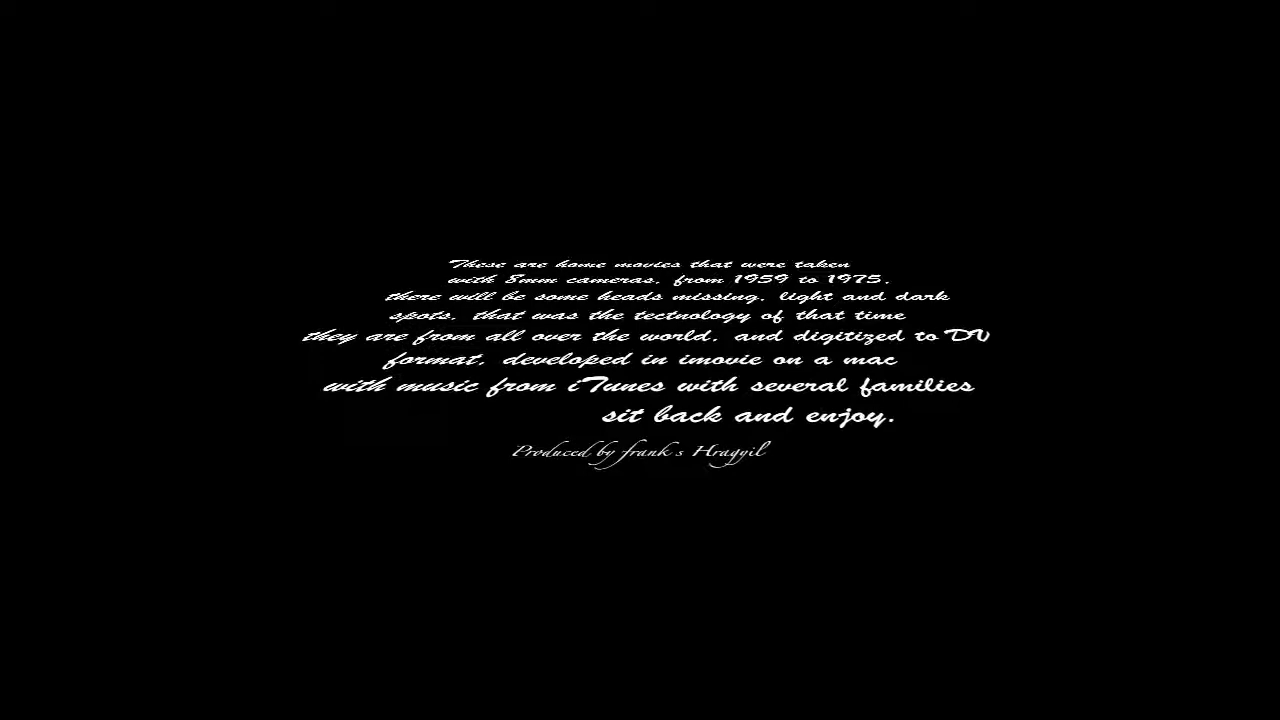 These are home movies that were taken
with 8mm cameras, from 1959 to 1975,
there will be some heads missing, light and dark
spots, that was the tectnology of that time
they are from all over the world, and digitized to DV
format, developed in imovie on a mac
with music from iTunes with several families
sit back and enjoy.
Produced by frank s Hragyil